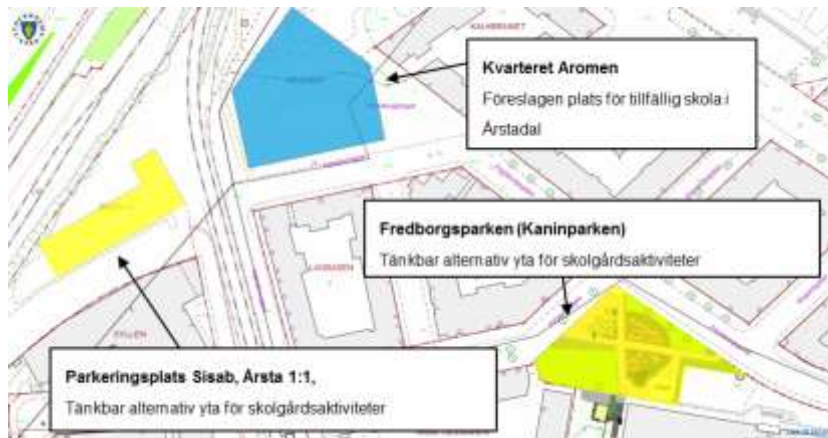 KALKBRUKET
Kvarteret Aromen
Föreslagen plats för tillfällig skola i
Årstadal
Fredborgsparken (Kaninparken)
Tänkbar alternativ yta för skolgårdsaktiviteter
Parkeringsplats Sisab, Årsta 1:1,
Tänkbar alternativ yta för skolgårdsaktiviteter